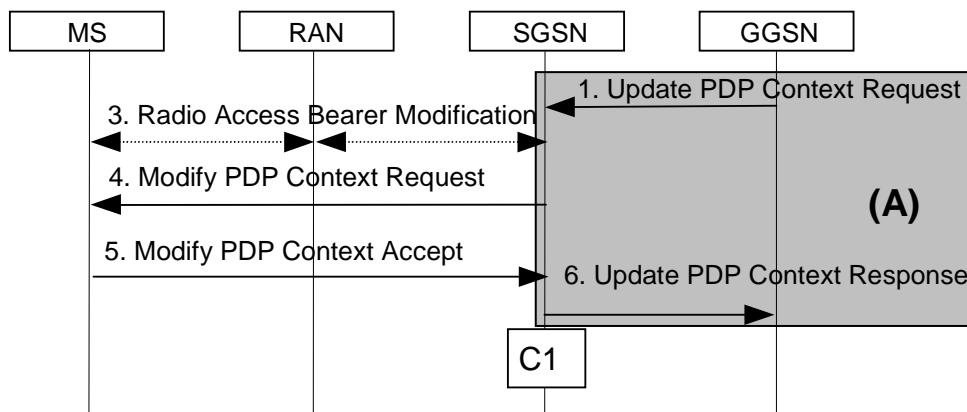 MS
RAN
SGSN
GGSN
1. Update PDP Context Request
3. Radio Access Bearer Modification
4. Modify PDP Context Request
(A)
5. Modify PDP Context Accept
6. Update PDP Context Response
C1